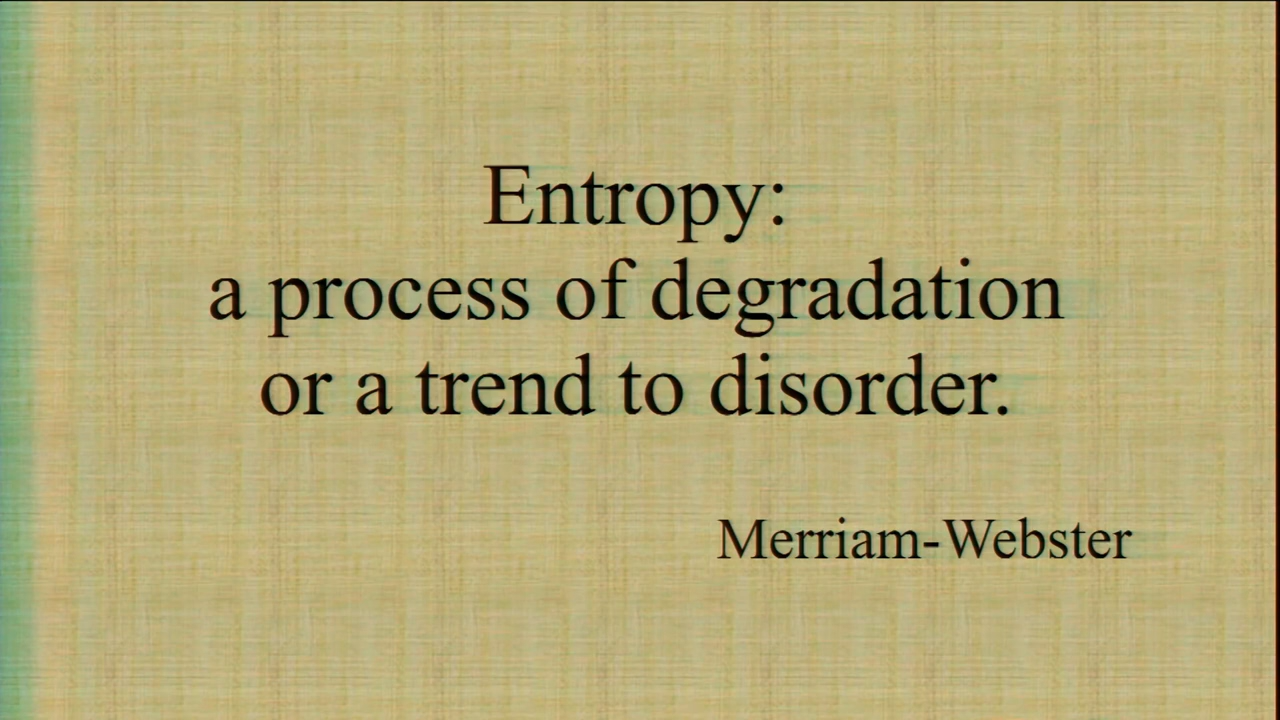 Entropy:
a process of degradation
or a trend to disorder.
Merriam-Webster